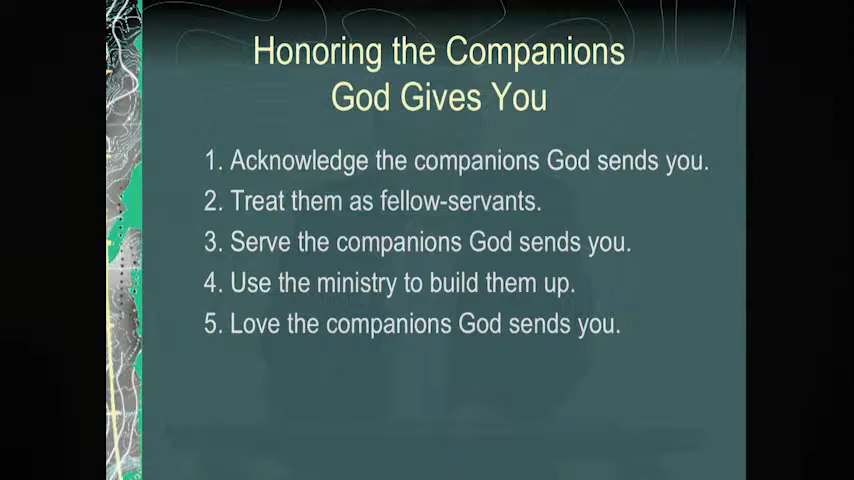 Honoring the Companions
God Gives You
1. Acknowledge the companions God sends you.
2. Treat them as fellow-servants.
3. Serve the companions God sends you.
4. Use the ministry to build them up.
5. Love the companions God sends you.